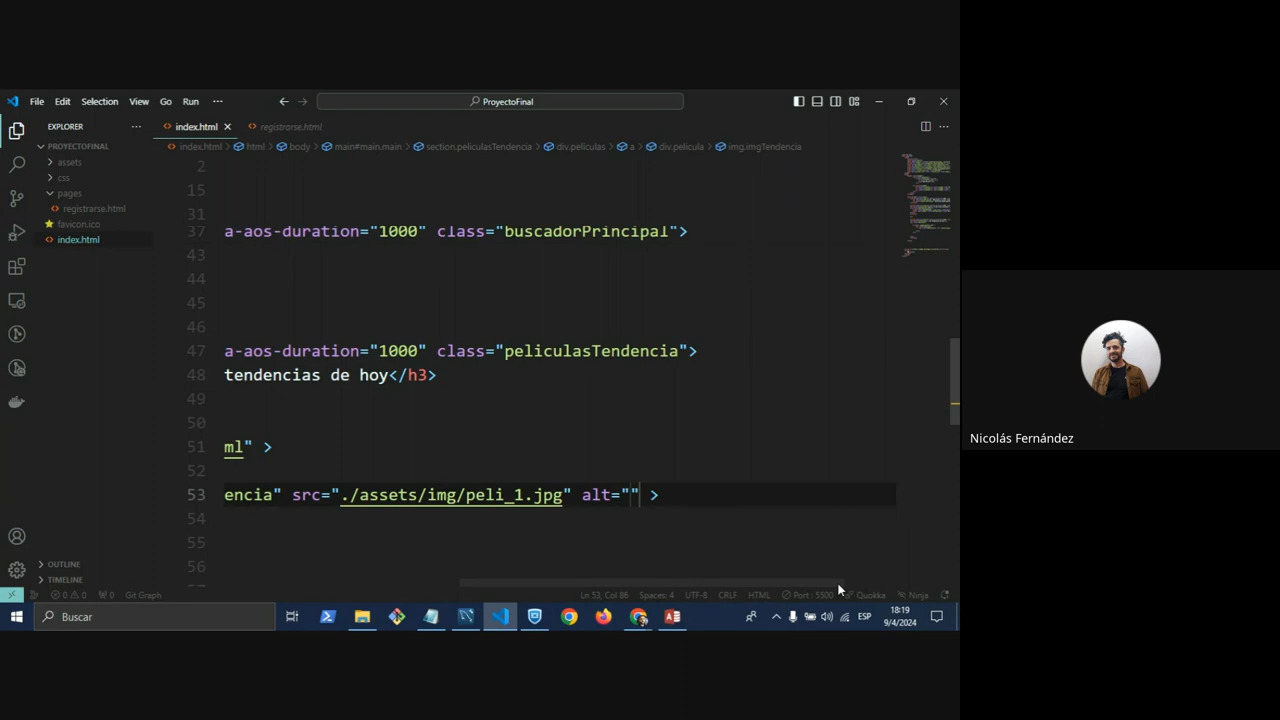 File Edit Selection View Go Run ··· ProyectoFinal
EXPLORER ···
index.html
registrarse.html
PROYECTOFINAL
assets
css
pages
registrarse.html
favicon.ico
index.html
index.html > html > body > main#main.main > section.peliculasTendencia > div.peliculas > a > div.pelicula > img.imgTendencia
2
15
31
37 a-aos-duration="1000" class="buscadorPrincipal">
43
44
45
46
47 a-aos-duration="1000" class="peliculasTendencia">
48 tendencias de hoy</h3>
49
50
51 ml" >
52
53 encia" src="./assets/img/peli_1.jpg" alt="" >
54
55
56
OUTLINE
TIMELINE
0 0 0 Git Graph Ln 53, Col 86 Spaces: 4 UTF-8 CRLF HTML Port : 5500 Quokka Ninja
Buscar
ESP
18:19
9/4/2024
Nicolás Fernández